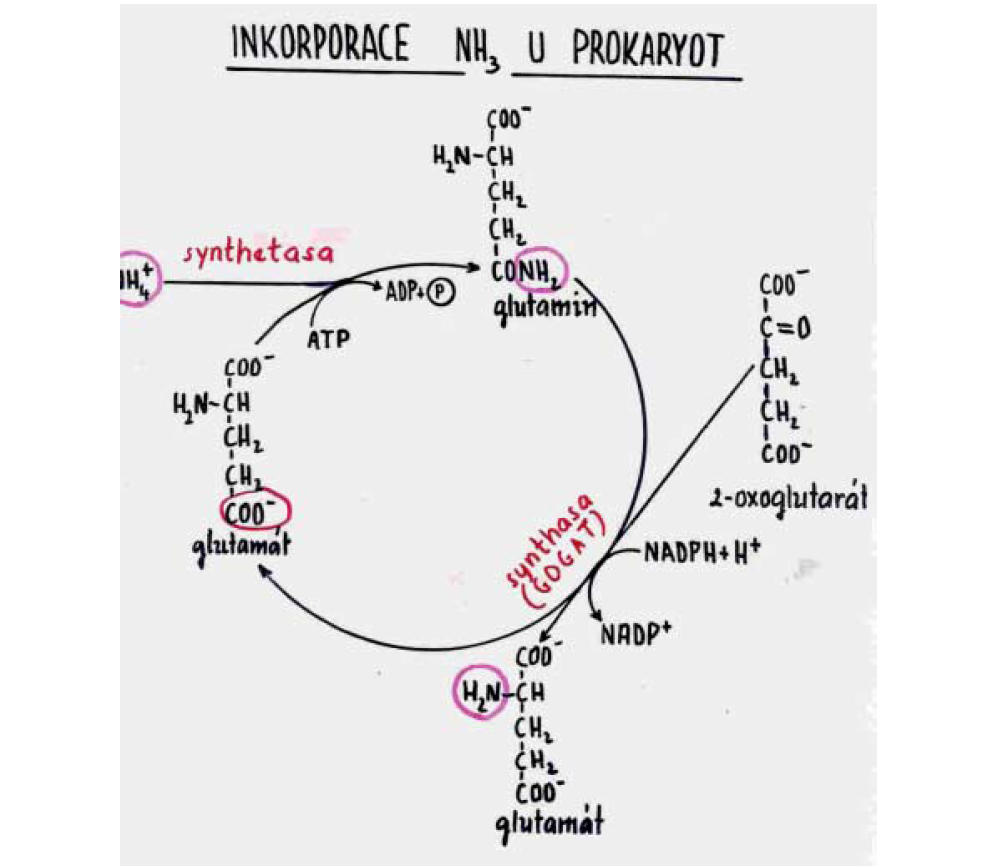 INKORPORACE NH₃ U PROKARYOT
COO⁻
H₂N-CH
CH₂
CH₂
CONH₂
glutamin
synthetasa
H₄⁺
ADP+Ⓟ
ATP
COO⁻
H₂N-CH
CH₂
CH₂
COO⁻
glutamát
COO⁻
C=O
CH₂
CH₂
COO⁻
2-oxoglutarát
synthasa
(GOGAT)
NADPH+H⁺
NADP⁺
COO⁻
H₂N-CH
CH₂
CH₂
COO⁻
glutamát